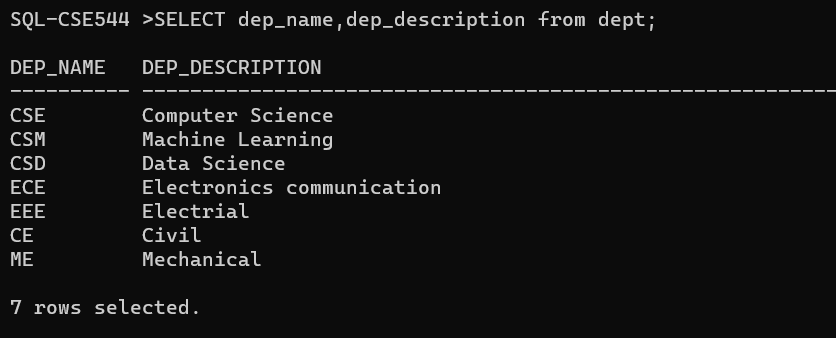 SQL-CSE544 >SELECT dep_name,dep_description from dept;
DEP_NAME   DEP_DESCRIPTION
---------- ----------------------------------------------------------
CSE        Computer Science
CSM        Machine Learning
CSD        Data Science
ECE        Electronics communication
EEE        Electrial
CE         Civil
ME         Mechanical
7 rows selected.